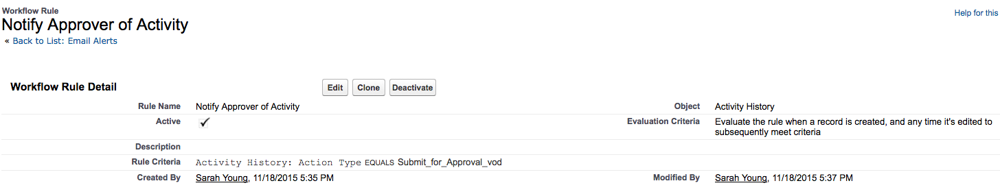 Workflow Rule
Help for this
Notify Approver of Activity
« Back to List: Email Alerts
Workflow Rule Detail
Edit Clone Deactivate
Rule Name Notify Approver of Activity Object Activity History
Active Evaluation Criteria Evaluate the rule when a record is created, and any time it's edited to
subsequently meet criteria
Description
Rule Criteria Activity History: Action Type EQUALS Submit_for_Approval_vod
Created By Sarah Young, 11/18/2015 5:35 PM Modified By Sarah Young, 11/18/2015 5:37 PM